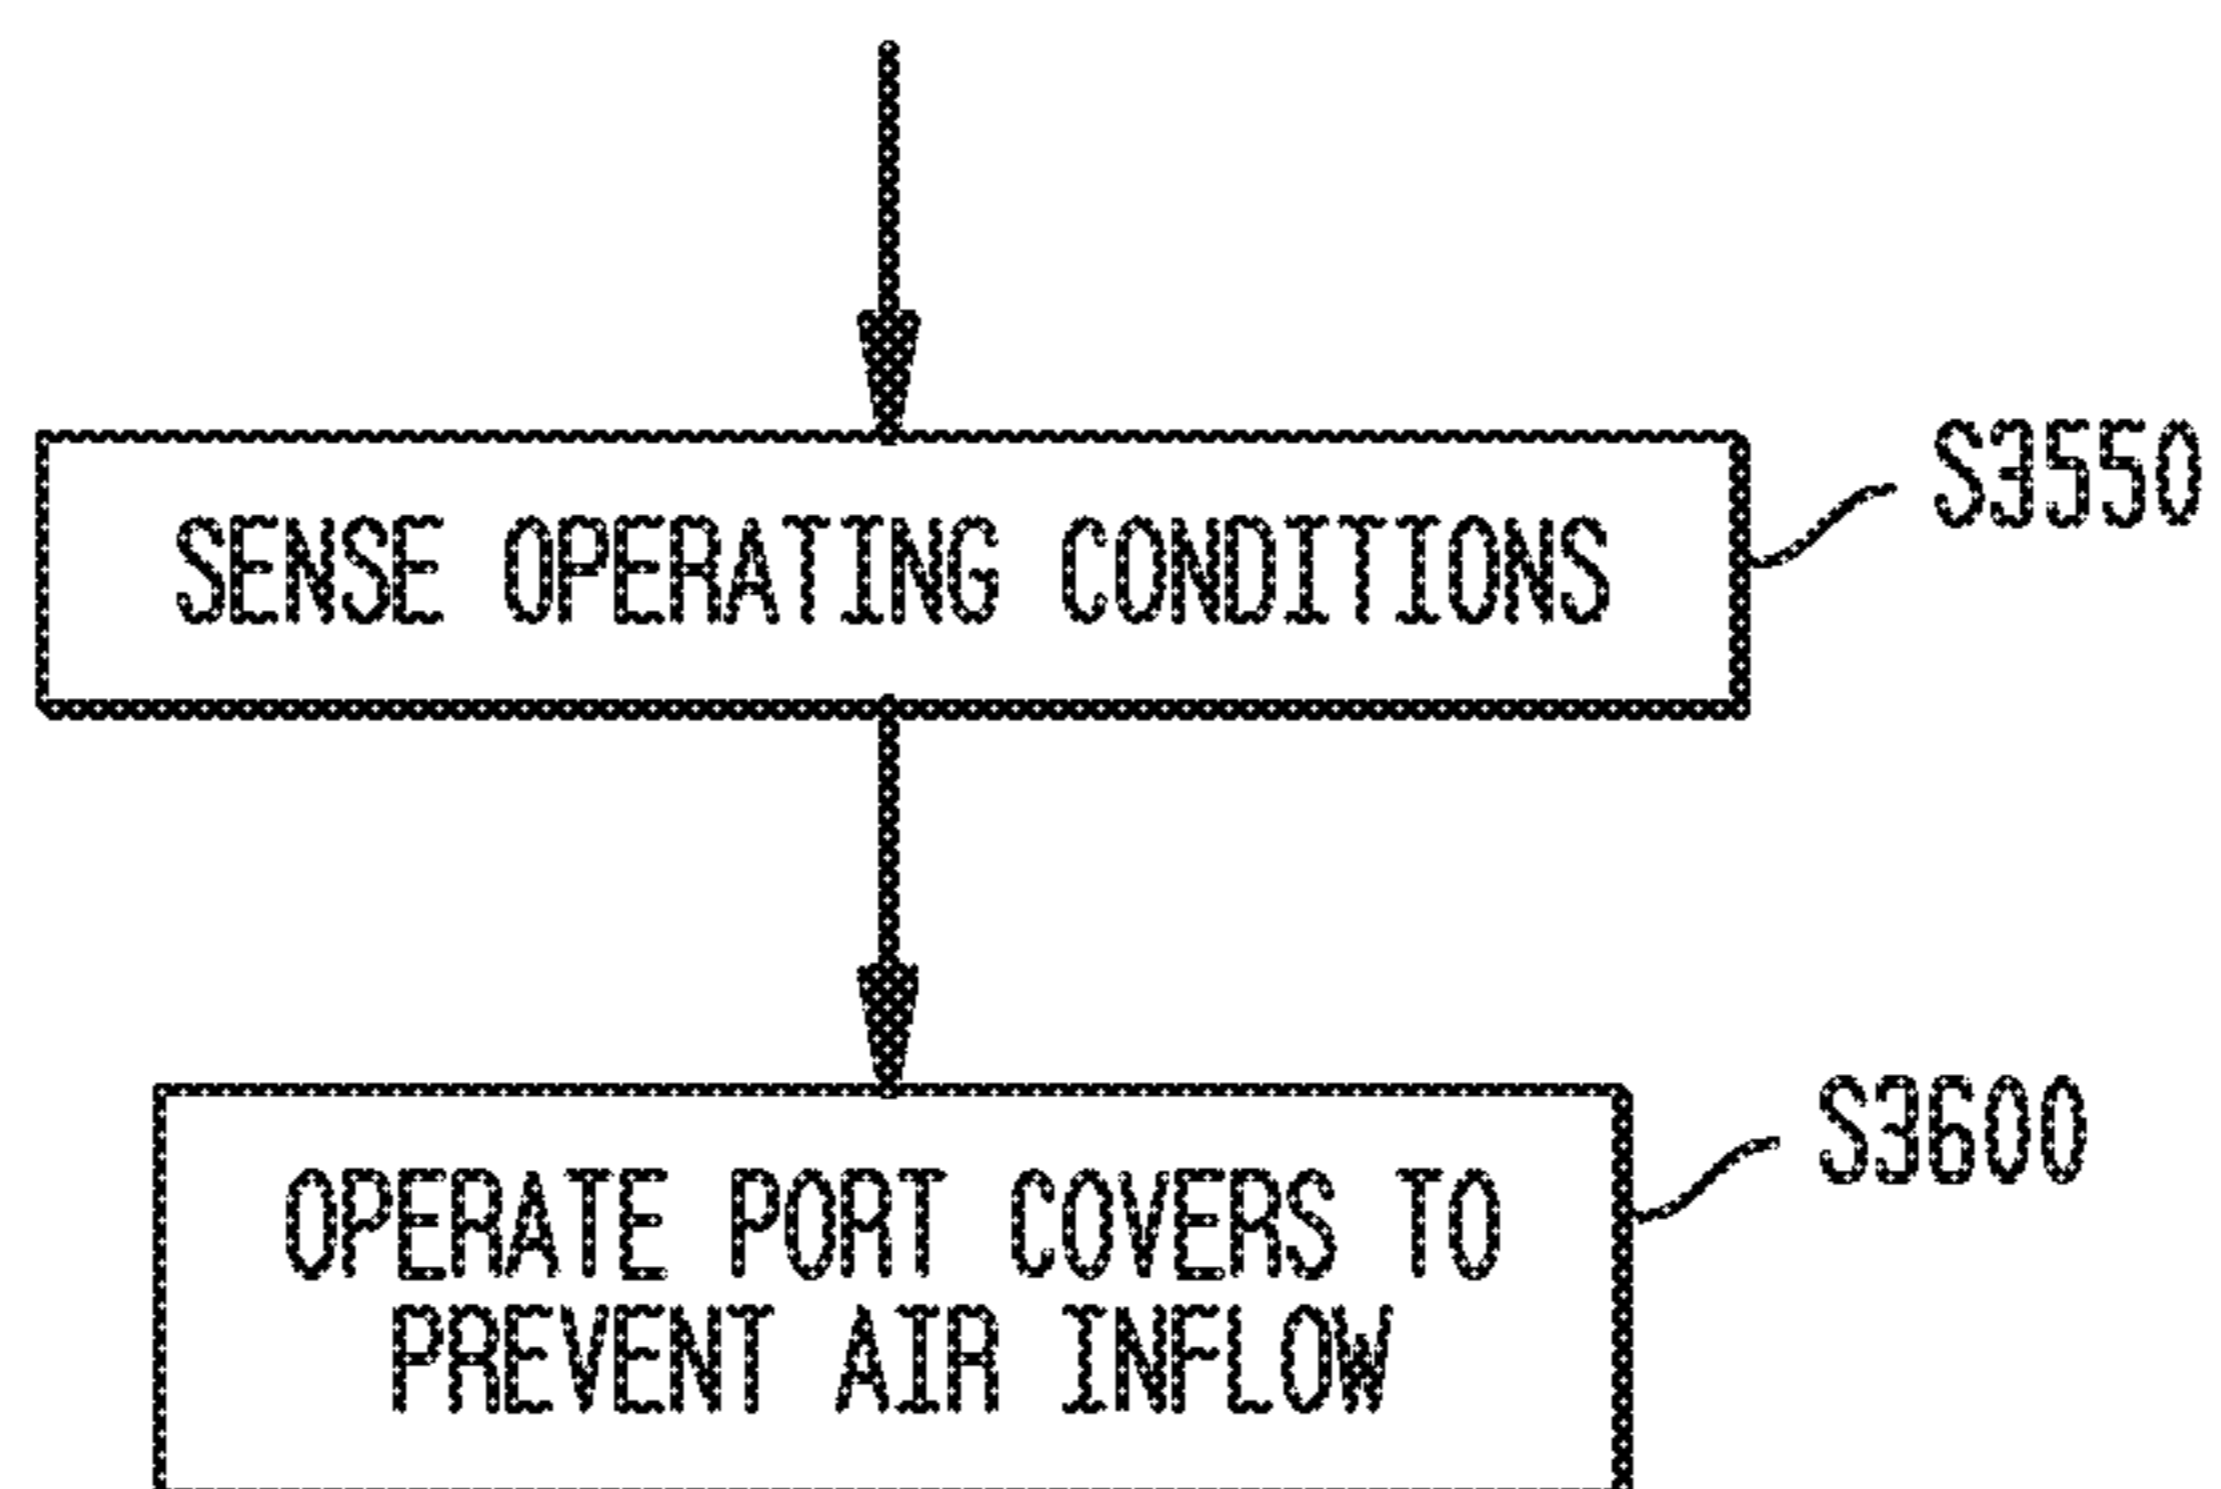 S3550
SENSE OPERATING CONDITIONS
S3600
OPERATE PORT COVERS TO
PREVENT AIR INFLOW